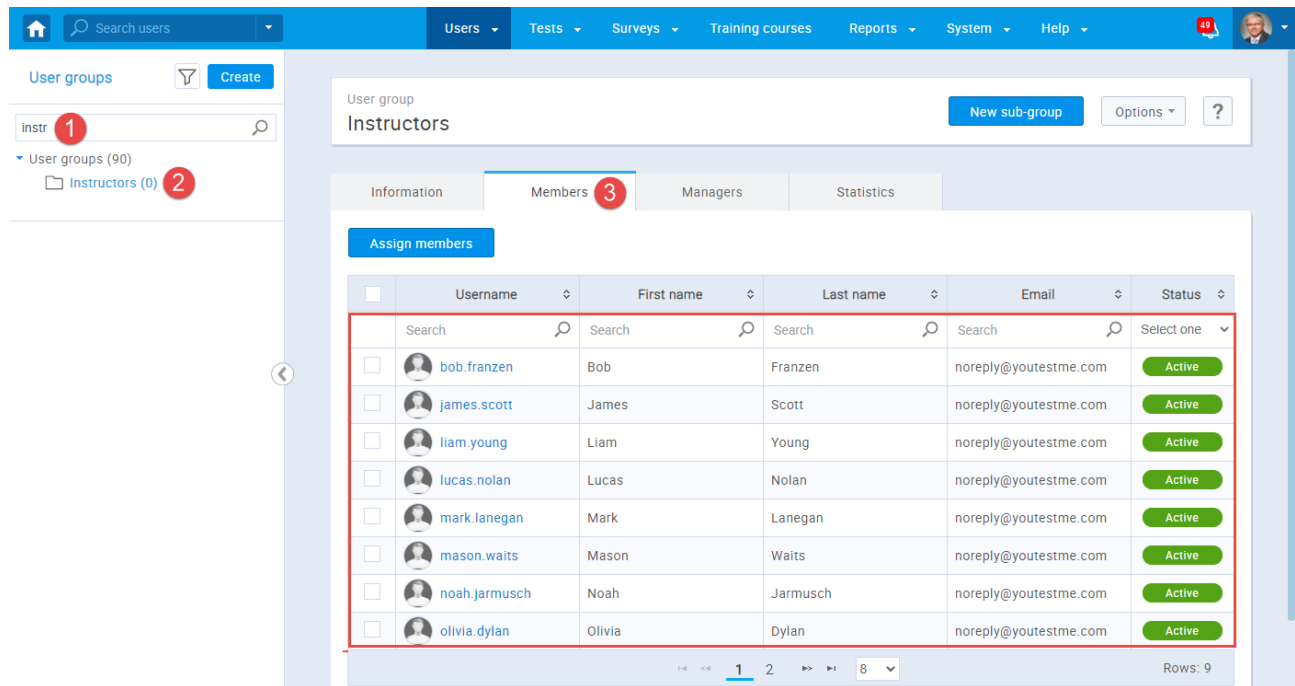 Search users
Users Tests Surveys Training courses Reports System Help 49
User groups Create
instr 1
User groups (90)
Instructors (0) 2
User group
Instructors
New sub-group Options ?
Information Members 3 Managers Statistics
Assign members
Username First name Last name Email Status
Search Search Search Search Select one
bob.franzen Bob Franzen noreply@youtestme.com Active
james.scott James Scott noreply@youtestme.com Active
liam.young Liam Young noreply@youtestme.com Active
lucas.nolan Lucas Nolan noreply@youtestme.com Active
mark.lanegan Mark Lanegan noreply@youtestme.com Active
mason.waits Mason Waits noreply@youtestme.com Active
noah.jarmusch Noah Jarmusch noreply@youtestme.com Active
olivia.dylan Olivia Dylan noreply@youtestme.com Active
1 2 8 Rows: 9